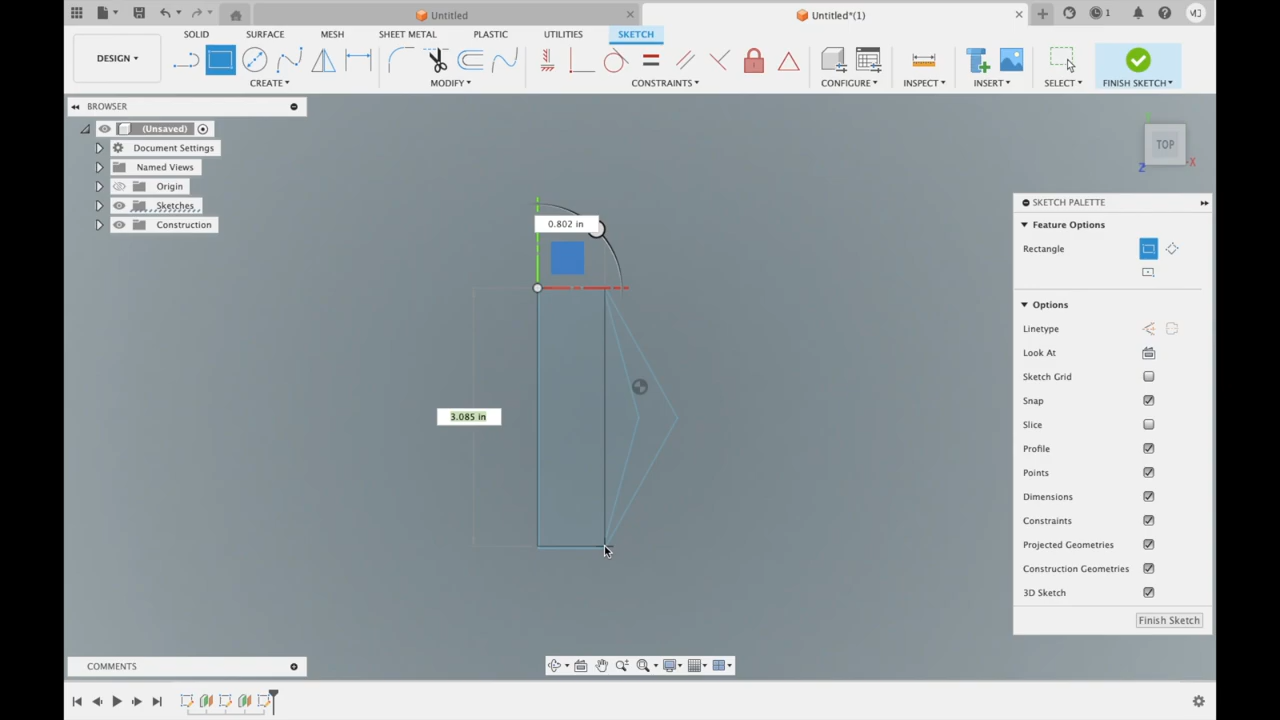 Untitled
Untitled*(1)
1
MJ
SOLID
SURFACE
MESH
SHEET METAL
PLASTIC
UTILITIES
SKETCH
DESIGN
CREATE
MODIFY
CONSTRAINTS
CONFIGURE
INSPECT
INSERT
SELECT
FINISH SKETCH
BROWSER
(Unsaved)
Document Settings
Named Views
Origin
Sketches
Construction
TOP
Z
X
0.802 in
3.085 in
SKETCH PALETTE
Feature Options
Rectangle
Options
Linetype
Look At
Sketch Grid
Snap
Slice
Profile
Points
Dimensions
Constraints
Projected Geometries
Construction Geometries
3D Sketch
Finish Sketch
COMMENTS